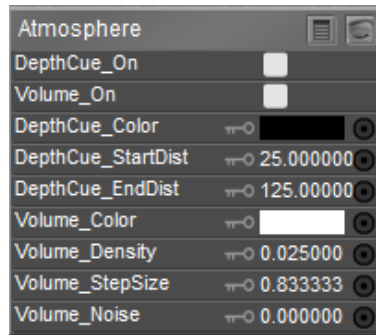 Atmosphere
DepthCue_On
Volume_On
DepthCue_Color
DepthCue_StartDist 25.000000
DepthCue_EndDist 125.00000
Volume_Color
Volume_Density 0.025000
Volume_StepSize 0.833333
Volume_Noise 0.000000